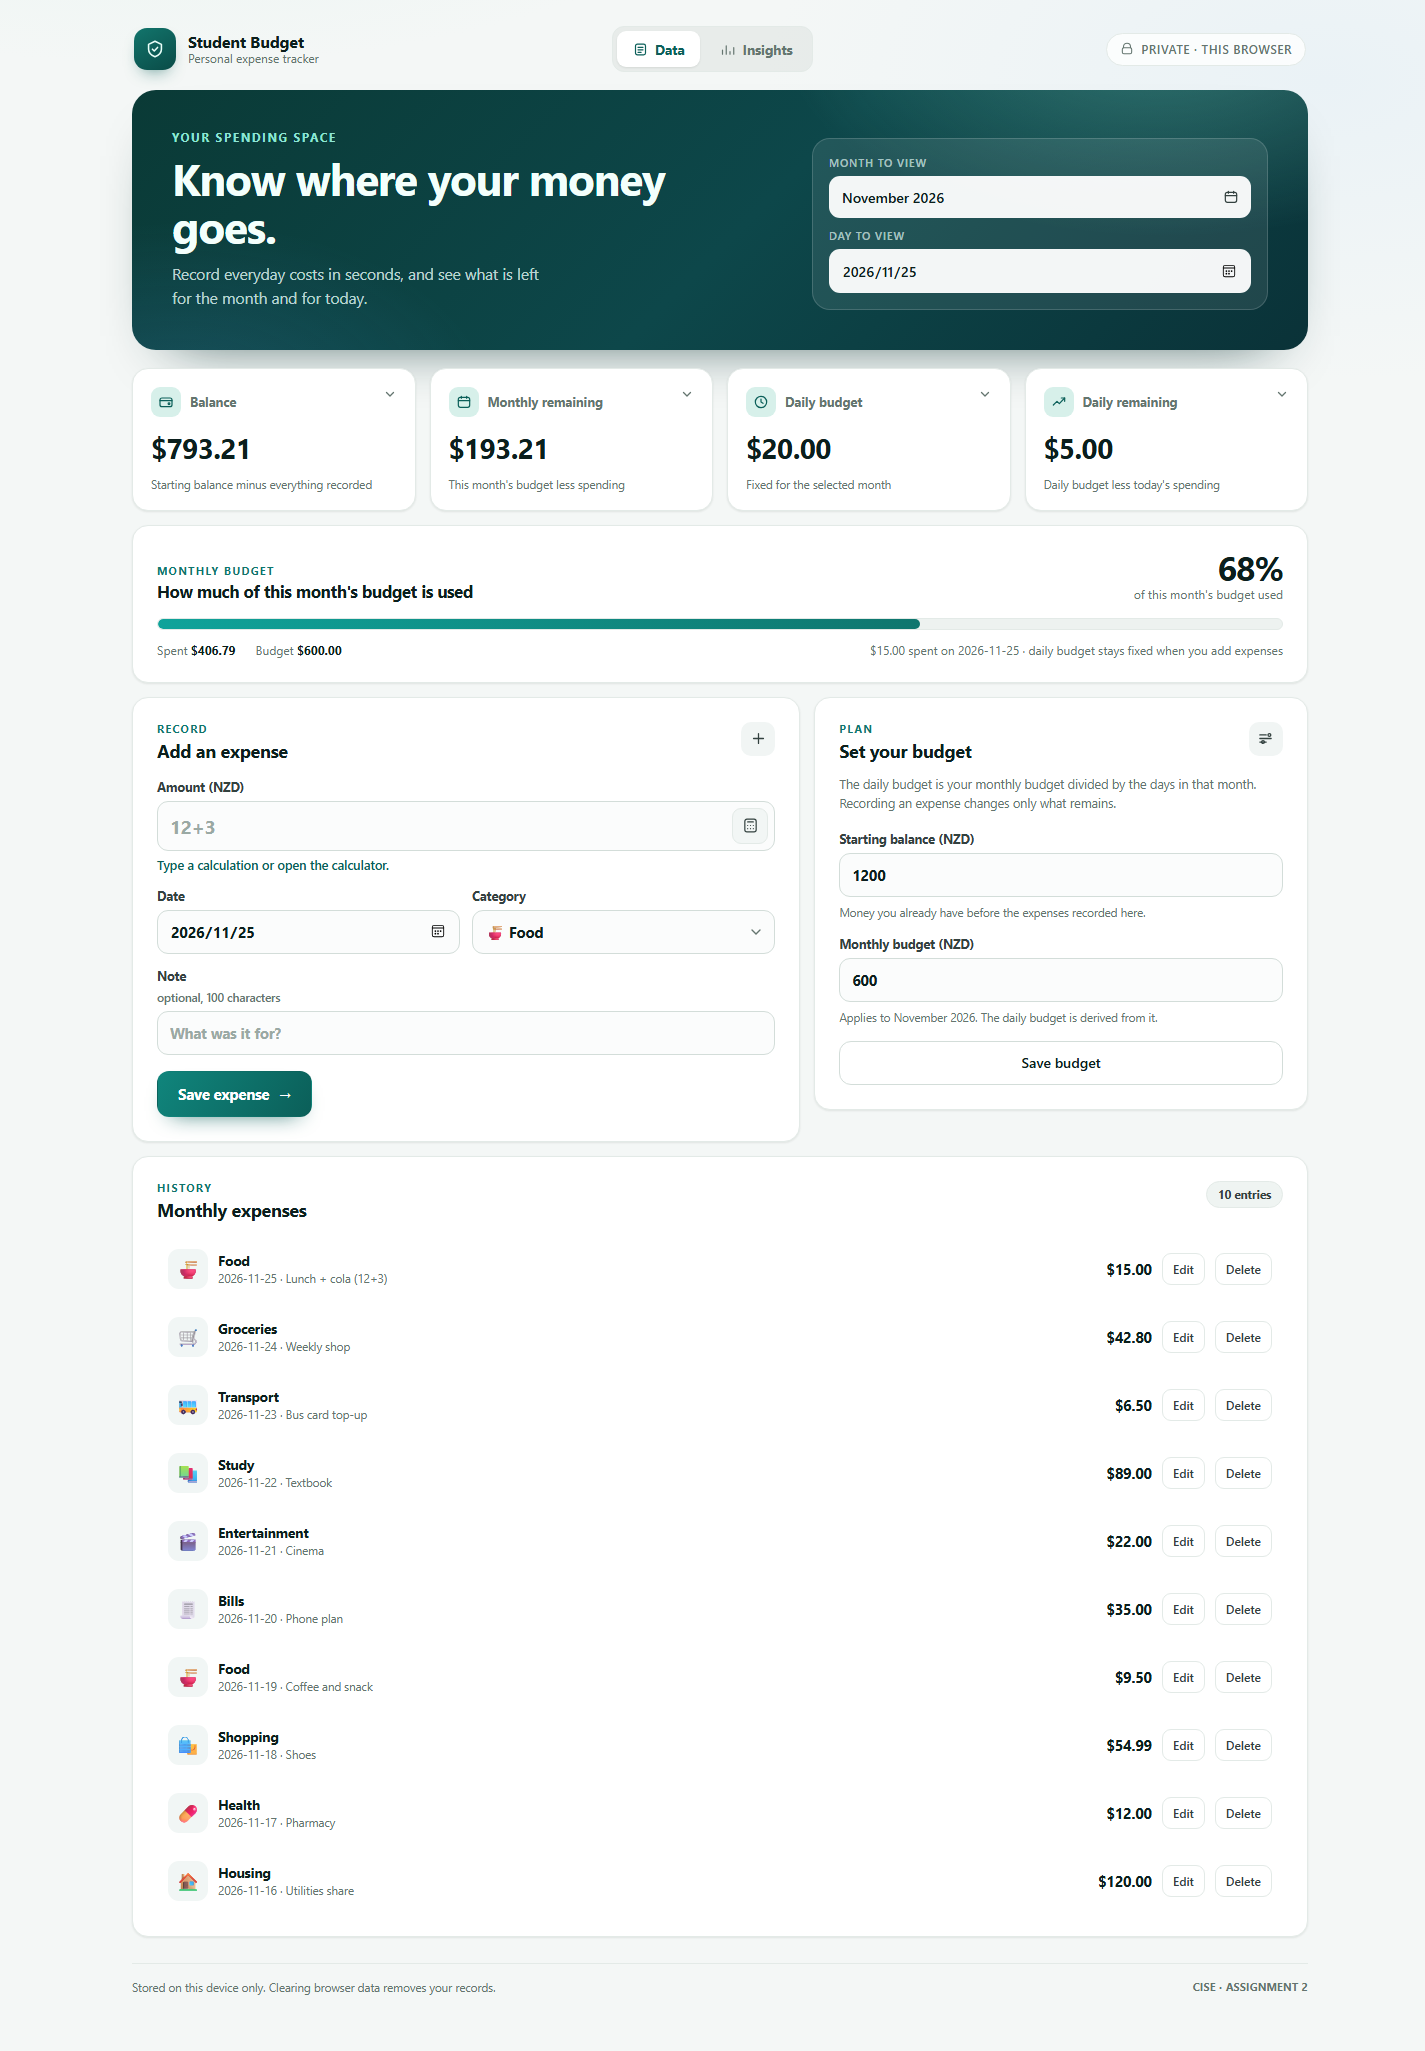 Student Budget
Personal expense tracker
Data
Insights
PRIVATE · THIS BROWSER
YOUR SPENDING SPACE
Know where your money
goes.
Record everyday costs in seconds, and see what is left
for the month and for today.
MONTH TO VIEW
November 2026
DAY TO VIEW
2026/11/25
Balance
$793.21
Starting balance minus everything recorded
Monthly remaining
$193.21
This month's budget less spending
Daily budget
$20.00
Fixed for the selected month
Daily remaining
$5.00
Daily budget less today's spending
MONTHLY BUDGET
How much of this month's budget is used
68%
of this month's budget used
Spent $406.79 Budget $600.00
$15.00 spent on 2026-11-25 · daily budget stays fixed when you add expenses
RECORD
Add an expense
Amount (NZD)
12+3
Type a calculation or open the calculator.
Date
2026/11/25
Category
Food
Note
optional, 100 characters
What was it for?
Save expense →
PLAN
Set your budget
The daily budget is your monthly budget divided by the days in that month.
Recording an expense changes only what remains.
Starting balance (NZD)
1200
Money you already have before the expenses recorded here.
Monthly budget (NZD)
600
Applies to November 2026. The daily budget is derived from it.
Save budget
HISTORY
Monthly expenses
10 entries
Food
2026-11-25 · Lunch + cola (12+3)
$15.00 Edit Delete
Groceries
2026-11-24 · Weekly shop
$42.80 Edit Delete
Transport
2026-11-23 · Bus card top-up
$6.50 Edit Delete
Study
2026-11-22 · Textbook
$89.00 Edit Delete
Entertainment
2026-11-21 · Cinema
$22.00 Edit Delete
Bills
2026-11-20 · Phone plan
$35.00 Edit Delete
Food
2026-11-19 · Coffee and snack
$9.50 Edit Delete
Shopping
2026-11-18 · Shoes
$54.99 Edit Delete
Health
2026-11-17 · Pharmacy
$12.00 Edit Delete
Housing
2026-11-16 · Utilities share
$120.00 Edit Delete
Stored on this device only. Clearing browser data removes your records.
CISE · ASSIGNMENT 2